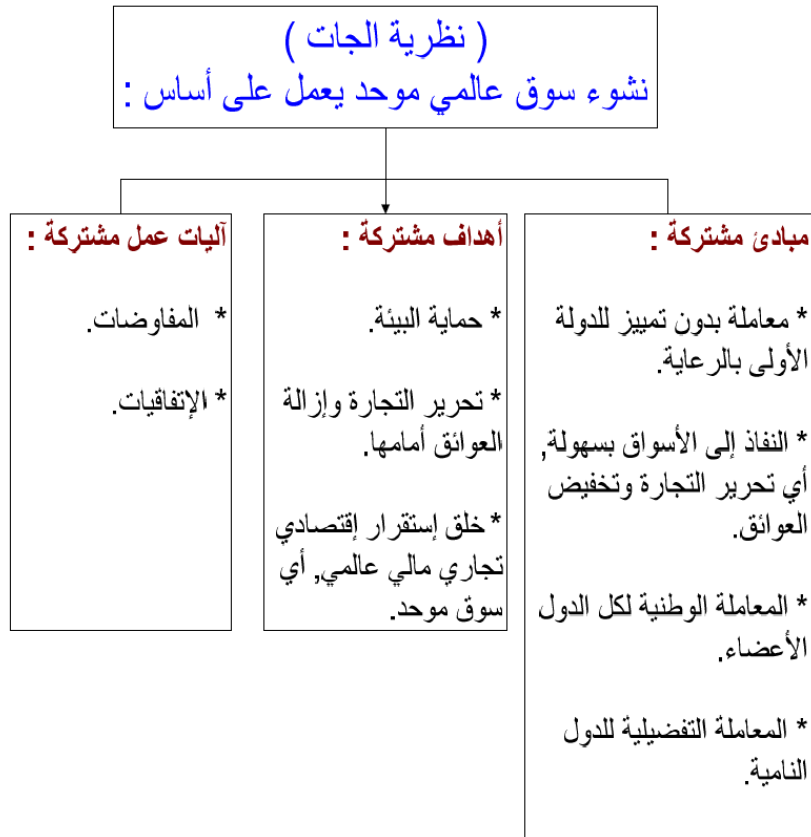 ( نظرية الجات )
نشوء سوق عالمي موحد يعمل على أساس :
مبادئ مشتركة :
* معاملة بدون تمييز للدولة
الأولى بالرعاية.
* النفاذ إلى الأسواق بسهولة,
أي تحرير التجارة وتخفيض
العوائق.
* المعاملة الوطنية لكل الدول
الأعضاء.
* المعاملة التفضيلية للدول
النامية.
أهداف مشتركة :
* حماية البيئة.
* تحرير التجارة وإزالة
العوائق أمامها.
* خلق إستقرار إقتصادي
تجاري مالي عالمي, أي
سوق موحد.
آليات عمل مشتركة :
* المفاوضات.
* الإتفاقيات.